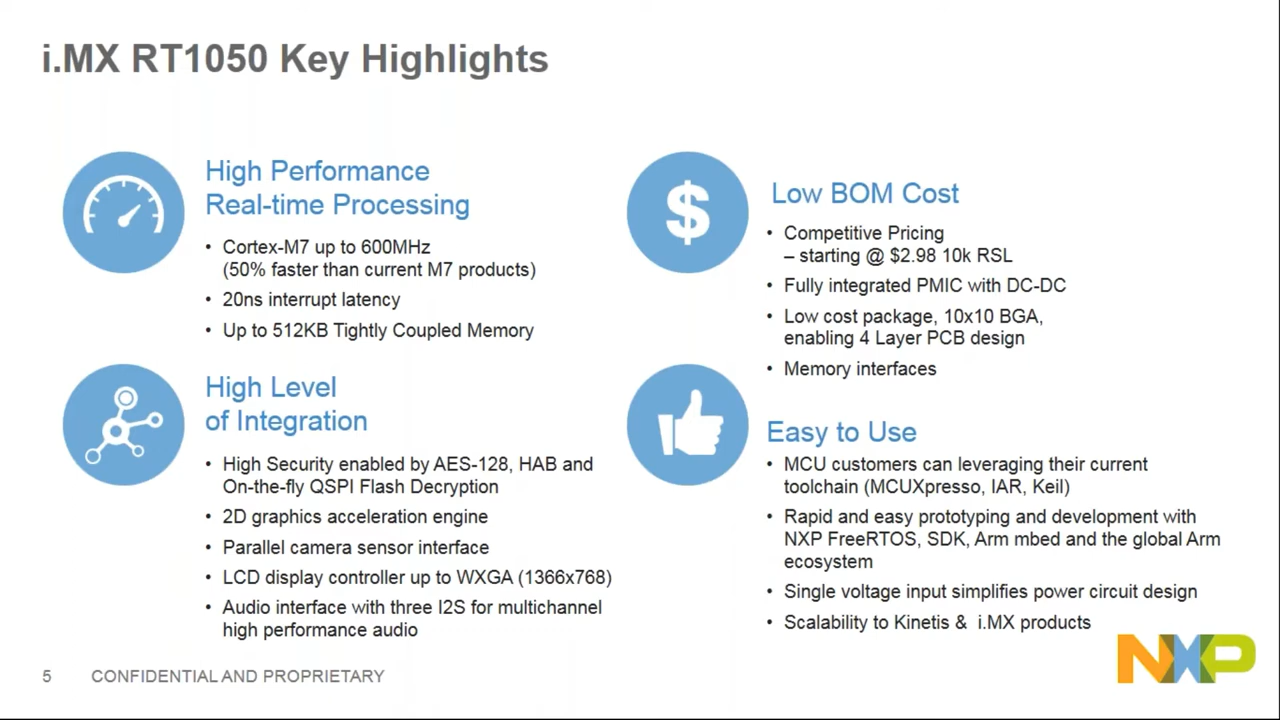 i.MX RT1050 Key Highlights
High Performance
Real-time Processing
• Cortex-M7 up to 600MHz
(50% faster than current M7 products)
• 20ns interrupt latency
• Up to 512KB Tightly Coupled Memory
High Level
of Integration
• High Security enabled by AES-128, HAB and
On-the-fly QSPI Flash Decryption
• 2D graphics acceleration engine
• Parallel camera sensor interface
• LCD display controller up to WXGA (1366x768)
• Audio interface with three I2S for multichannel
high performance audio
$
Low BOM Cost
• Competitive Pricing
– starting @ $2.98 10k RSL
• Fully integrated PMIC with DC-DC
• Low cost package, 10x10 BGA,
enabling 4 Layer PCB design
• Memory interfaces
Easy to Use
• MCU customers can leveraging their current
toolchain (MCUXpresso, IAR, Keil)
• Rapid and easy prototyping and development with
NXP FreeRTOS, SDK, Arm mbed and the global Arm
ecosystem
• Single voltage input simplifies power circuit design
• Scalability to Kinetis & i.MX products
5 CONFIDENTIAL AND PROPRIETARY
NXP